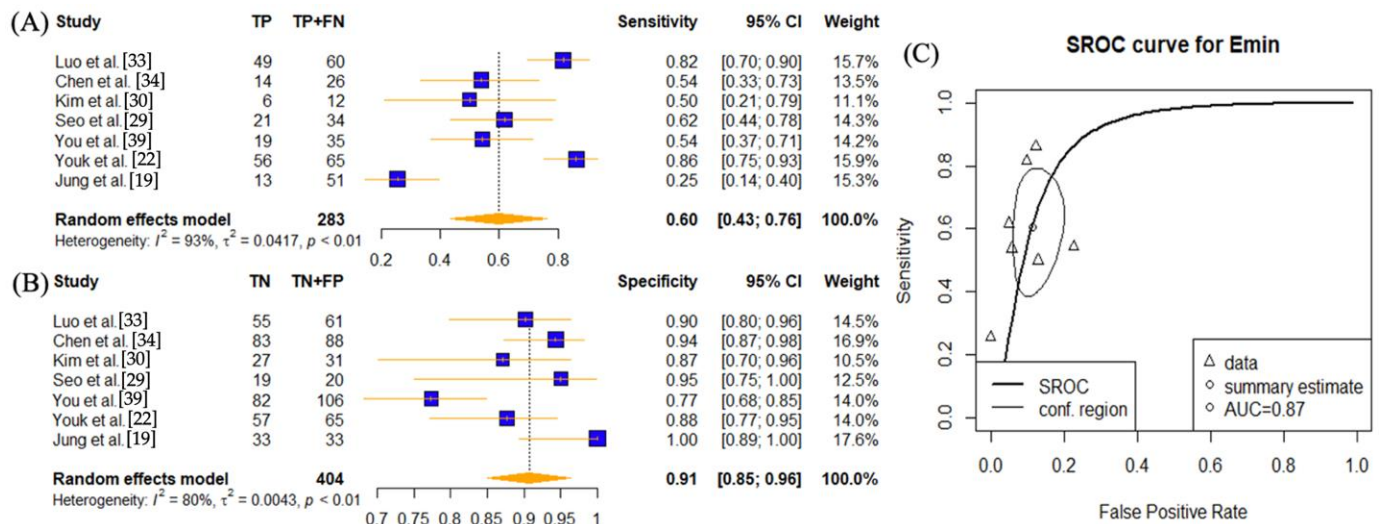 (A) Study TP TP+FN Sensitivity 95% CI Weight
Luo et al.[33] 49 60 0.82 [0.70; 0.90] 15.7%
Chen et al.[34] 14 26 0.54 [0.33; 0.73] 13.5%
Kim et al.[30] 6 12 0.50 [0.21; 0.79] 11.1%
Seo et al.[29] 21 34 0.62 [0.44; 0.78] 14.3%
You et al.[39] 19 35 0.54 [0.37; 0.71] 14.2%
Youk et al.[22] 56 65 0.86 [0.75; 0.93] 15.9%
Jung et al.[19] 13 51 0.25 [0.14; 0.40] 15.3%
Random effects model 283 0.60 [0.43; 0.76] 100.0%
Heterogeneity: I² = 93%, τ² = 0.0417, p < 0.01
0.2 0.4 0.6 0.8
(B) Study TN TN+FP Specificity 95% CI Weight
Luo et al.[33] 55 61 0.90 [0.80; 0.96] 14.5%
Chen et al.[34] 83 88 0.94 [0.87; 0.98] 16.9%
Kim et al.[30] 27 31 0.87 [0.70; 0.96] 10.5%
Seo et al.[29] 19 20 0.95 [0.75; 1.00] 12.5%
You et al.[39] 82 106 0.77 [0.68; 0.85] 14.0%
Youk et al.[22] 57 65 0.88 [0.77; 0.95] 14.0%
Jung et al.[19] 33 33 1.00 [0.89; 1.00] 17.6%
Random effects model 404 0.91 [0.85; 0.96] 100.0%
Heterogeneity: I² = 80%, τ² = 0.0043, p < 0.01
0.7 0.75 0.8 0.85 0.9 0.95 1
(C) SROC curve for Emin
Sensitivity
1.0
0.8
0.6
0.4
0.2
0.0
SROC
conf. region
data
summary estimate
AUC=0.87
0.0 0.2 0.4 0.6 0.8 1.0
False Positive Rate